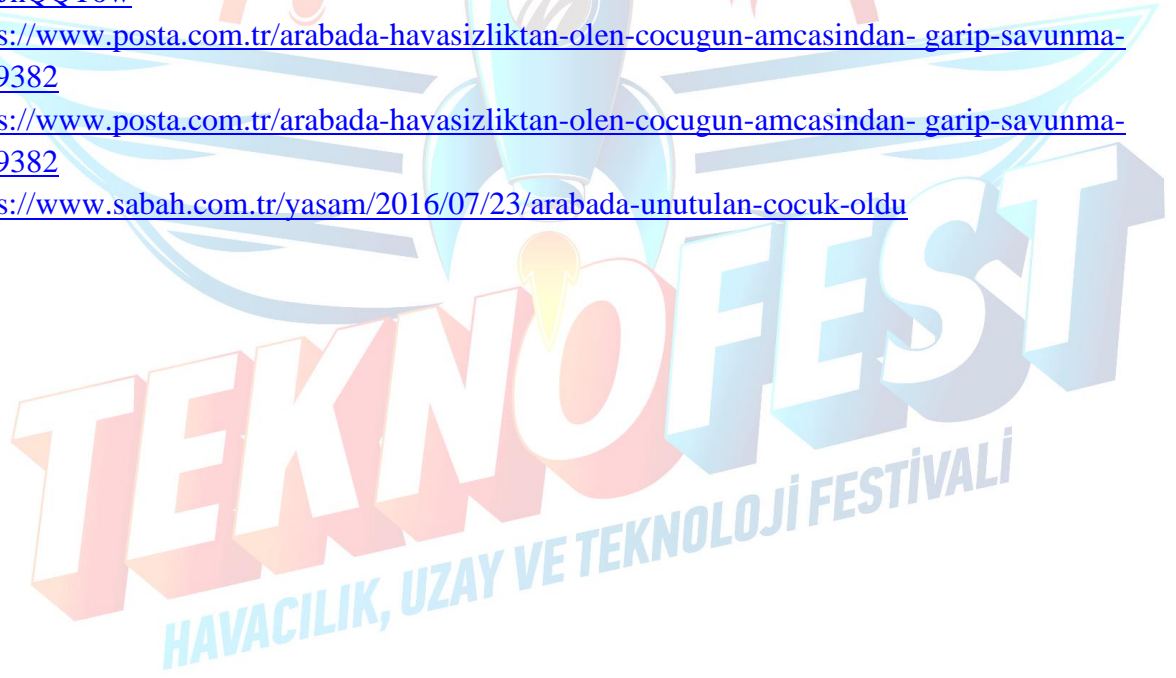 s://www.posta.com.tr/arabada-havasizliktan-olen-cocugun-amcasindan- garip-savunma-
9382
s://www.posta.com.tr/arabada-havasizliktan-olen-cocugun-amcasindan- garip-savunma-
9382
s://www.sabah.com.tr/yasam/2016/07/23/arabada-unutulan-cocuk-oldu
TEKNOFEST
HAVACILIK, UZAY VE TEKNOLOJİ FESTİVALİ